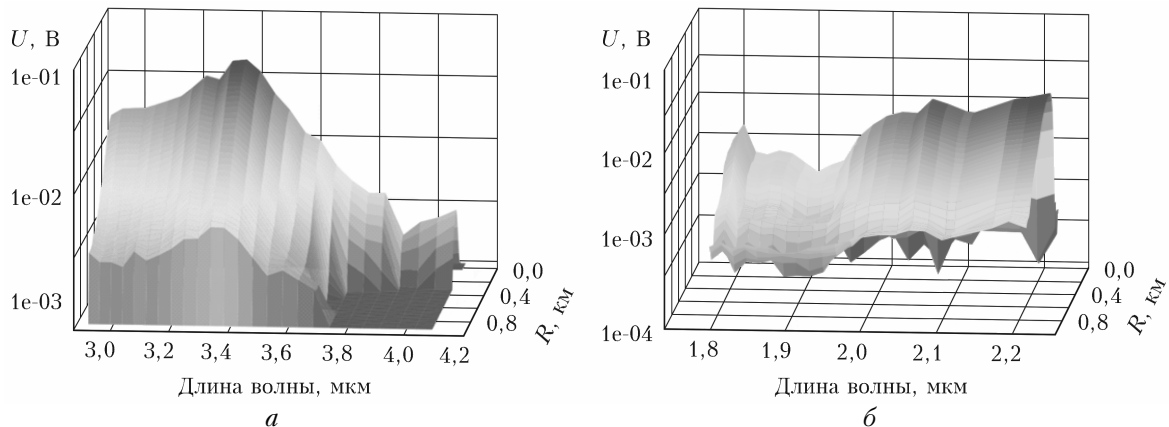 U, В
1e-01
1e-02
1e-03
3,0 3,2 3,4 3,6 3,8 4,0 4,2
0,0
0,4
0,8
R, км
Длина волны, мкм
а
U, В
1e-01
1e-02
1e-03
1e-04
1,8 1,9 2,0 2,1 2,2
0,0
0,4
0,8
R, км
Длина волны, мкм
б